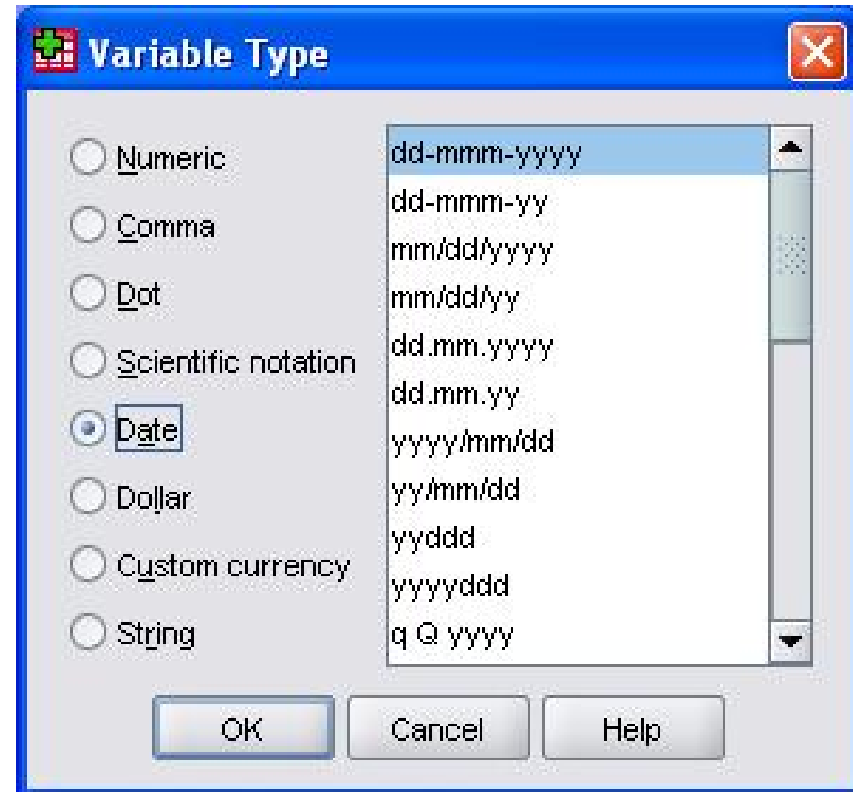 Variable Type
Numeric
Comma
Dot
Scientific notation
Date
Dollar
Custom currency
String
dd-mmm-yyyy
dd-mmm-yy
mm/dd/yyyy
mm/dd/yy
dd.mm.yyyy
dd.mm.yy
yyyy/mm/dd
yy/mm/dd
yyddd
yyyyddd
q Q yyyy
OK Cancel Help